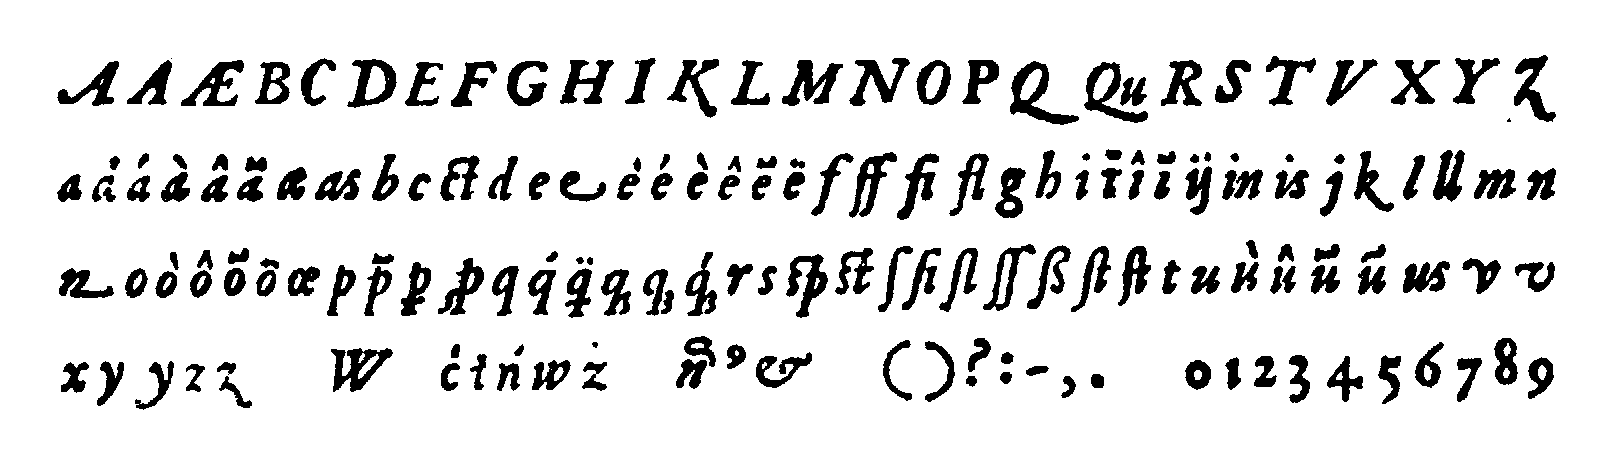 A A Æ B C D E F G H I K L M N O P Q Qu R S T V X Y Z
a ȧ á à â ã æ as b c ct d e e è é ê ẽ ë f ff fi fl g h i ī î ĩ ij in is j k l ll m n
n o ò ô õ ö œ p p̃ ꝑ ꝓ q q́ q̈ r s sp st ſ ſi ſl ſſ ß ſt ſt t u ù û ũ ű us v v
x y y z z W ć ł ń w ż & ( ) ? : - , . 0 1 2 3 4 5 6 7 8 9